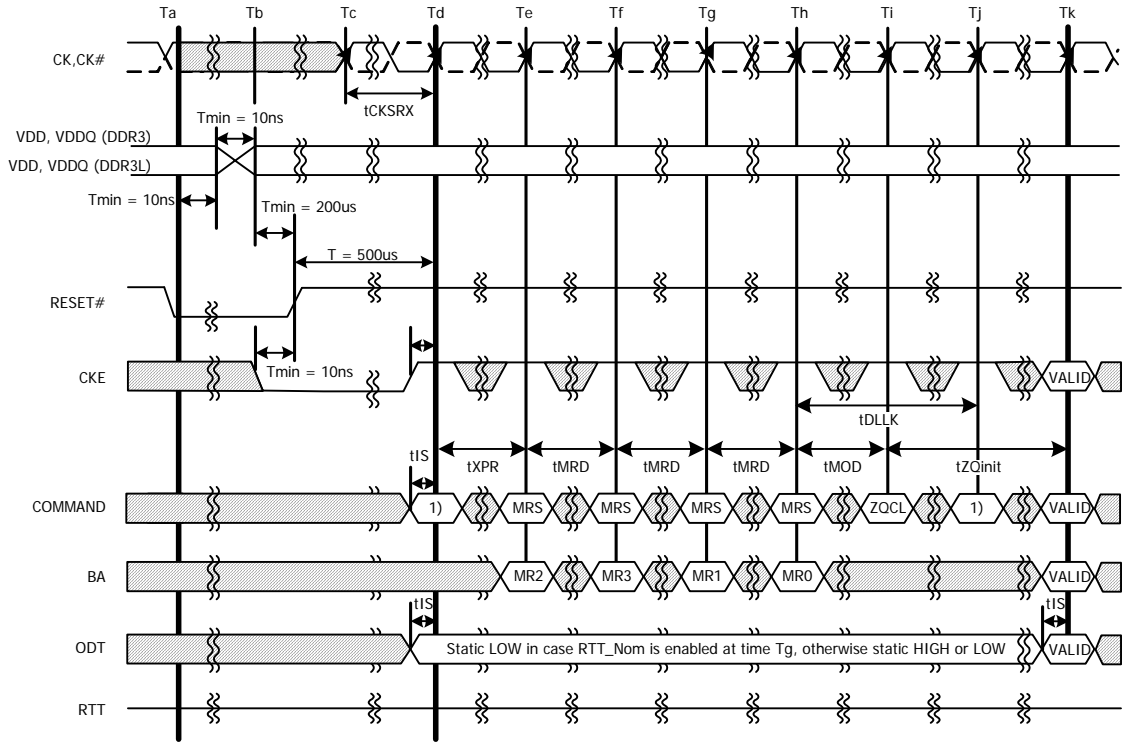 Ta Tb Tc Td Te Tf Tg Th Ti Tj Tk
CK,CK#
tCKSRX
Tmin = 10ns
VDD, VDDQ (DDR3)
VDD, VDDQ (DDR3L)
Tmin = 10ns
Tmin = 200us
T = 500us
RESET#
Tmin = 10ns
CKE
VALID
tDLLK
tIS
tXPR tMRD tMRD tMRD tMOD tZQinit
COMMAND 1) MRS MRS MRS MRS ZQCL 1) VALID
BA MR2 MR3 MR1 MR0 VALID
tIS tIS
ODT Static LOW in case RTT_Nom is enabled at time Tg, otherwise static HIGH or LOW VALID
RTT